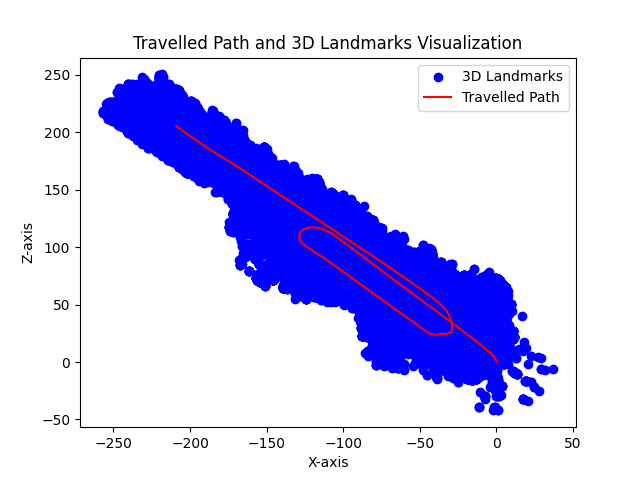 Travelled Path and 3D Landmarks Visualization
3D Landmarks
Travelled Path
250
200
150
100
50
0
−50
Z-axis
−250 −200 −150 −100 −50 0 50
X-axis